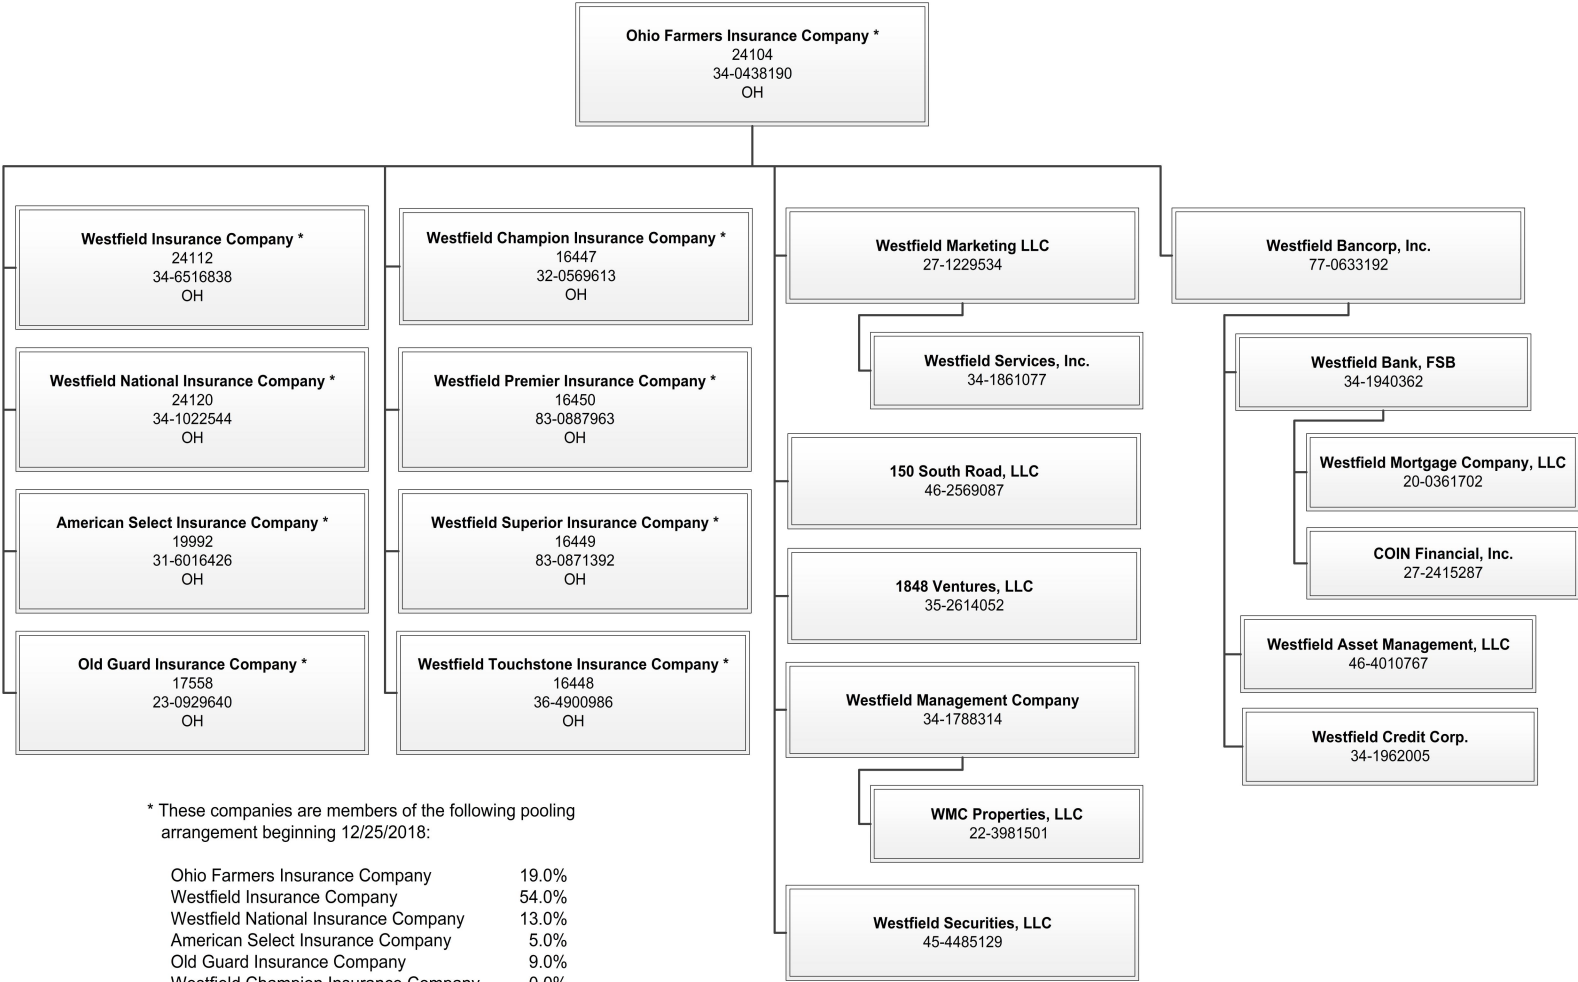 Ohio Farmers Insurance Company *
24104
34-0438190
OH
Westfield Insurance Company *
24112
34-6516838
OH
Westfield National Insurance Company *
24120
34-1022544
OH
American Select Insurance Company *
19992
31-6016426
OH
Old Guard Insurance Company *
17558
23-0929640
OH
Westfield Champion Insurance Company *
16447
32-0569613
OH
Westfield Premier Insurance Company *
16450
83-0887963
OH
Westfield Superior Insurance Company *
16449
83-0871392
OH
Westfield Touchstone Insurance Company *
16448
36-4900986
OH
Westfield Marketing LLC
27-1229534
Westfield Services, Inc.
34-1861077
150 South Road, LLC
46-2569087
1848 Ventures, LLC
35-2614052
Westfield Management Company
34-1788314
WMC Properties, LLC
22-3981501
Westfield Securities, LLC
45-4485129
Westfield Bancorp, Inc.
77-0633192
Westfield Bank, FSB
34-1940362
Westfield Mortgage Company, LLC
20-0361702
COIN Financial, Inc.
27-2415287
Westfield Asset Management, LLC
46-4010767
Westfield Credit Corp.
34-1962005
* These companies are members of the following pooling
arrangement beginning 12/25/2018:
Ohio Farmers Insurance Company 19.0%
Westfield Insurance Company 54.0%
Westfield National Insurance Company 13.0%
American Select Insurance Company 5.0%
Old Guard Insurance Company 9.0%
Westfield Champion Insurance Company 0.0%